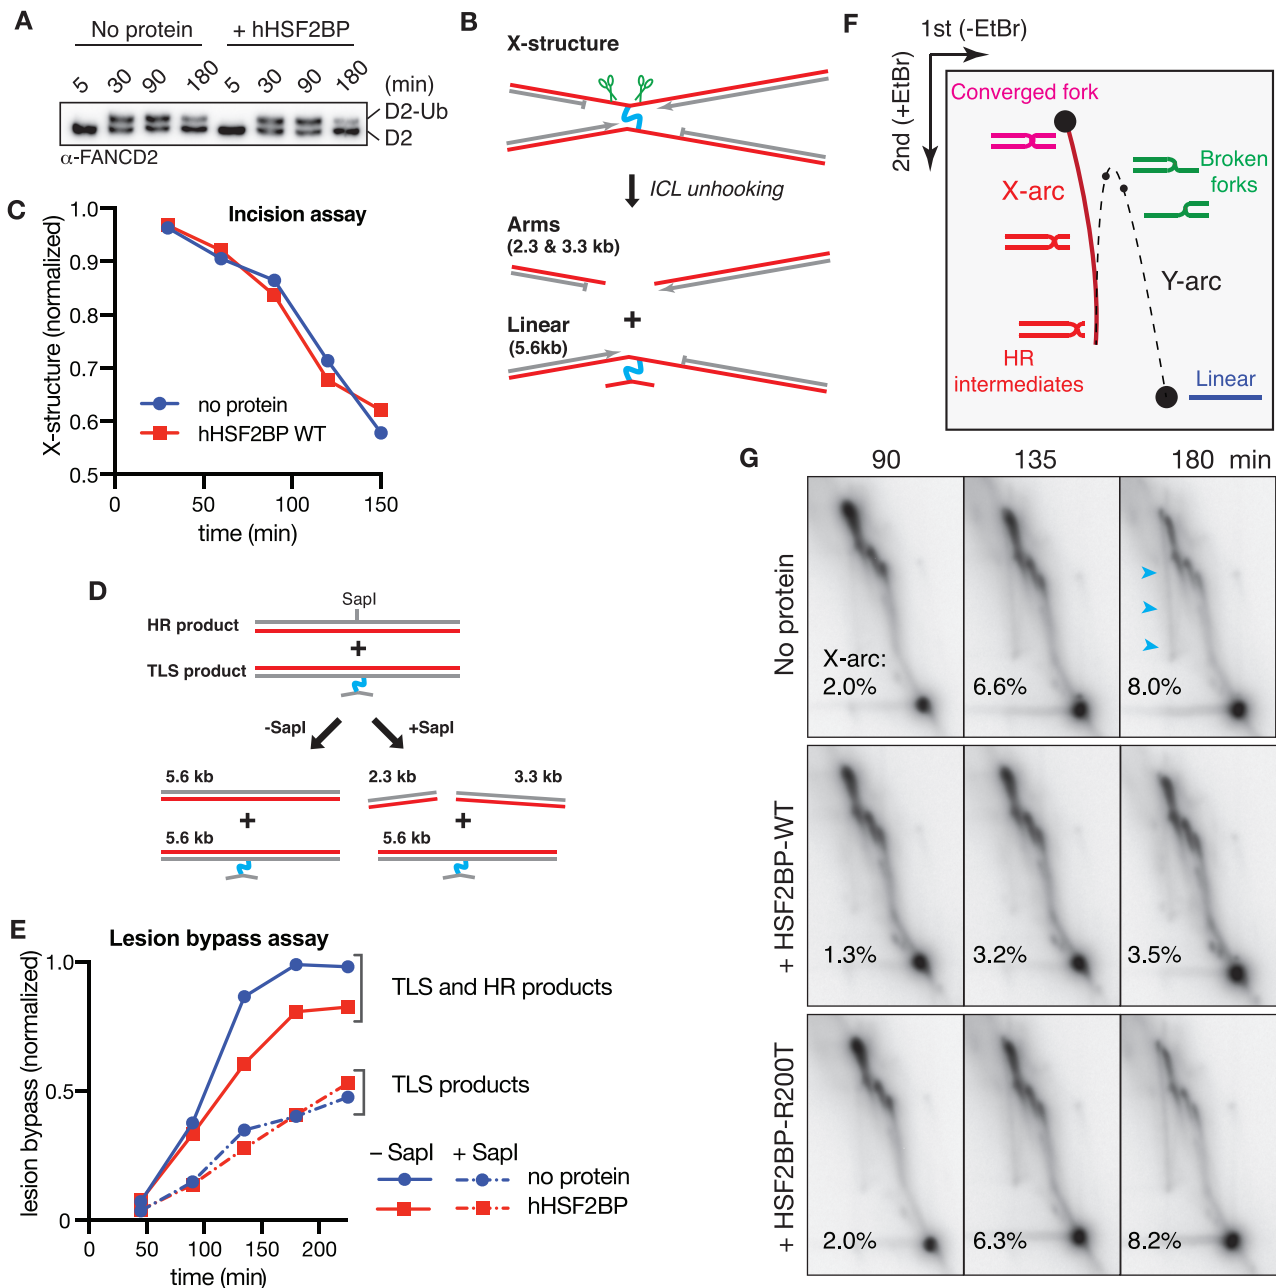 A
No protein
+ hHSF2BP
5 30 90 180 5 30 90 180 (min)
D2-Ub
D2
α-FANCD2
B
X-structure
ICL unhooking
Arms
(2.3 & 3.3 kb)
+
Linear
(5.6kb)
C
Incision assay
X-structure (normalized)
1.0
0.9
0.8
0.7
0.6
0.5
no protein
hHSF2BP WT
0 50 100 150
time (min)
D
SapI
HR product
+
TLS product
-SapI
+SapI
5.6 kb
2.3 kb
3.3 kb
+
+
5.6 kb
5.6 kb
E
Lesion bypass assay
lesion bypass (normalized)
1.0
0.5
0
TLS and HR products
TLS products
– SapI + SapI
no protein
hHSF2BP
0 50 100 150 200
time (min)
F
1st (-EtBr)
2nd (+EtBr)
Converged fork
X-arc
Broken
forks
Y-arc
HR
intermediates
Linear
G
90 135 180 min
No protein
X-arc:
2.0% 6.6% 8.0%
+ HSF2BP-WT
1.3% 3.2% 3.5%
+ HSF2BP-R200T
2.0% 6.3% 8.2%